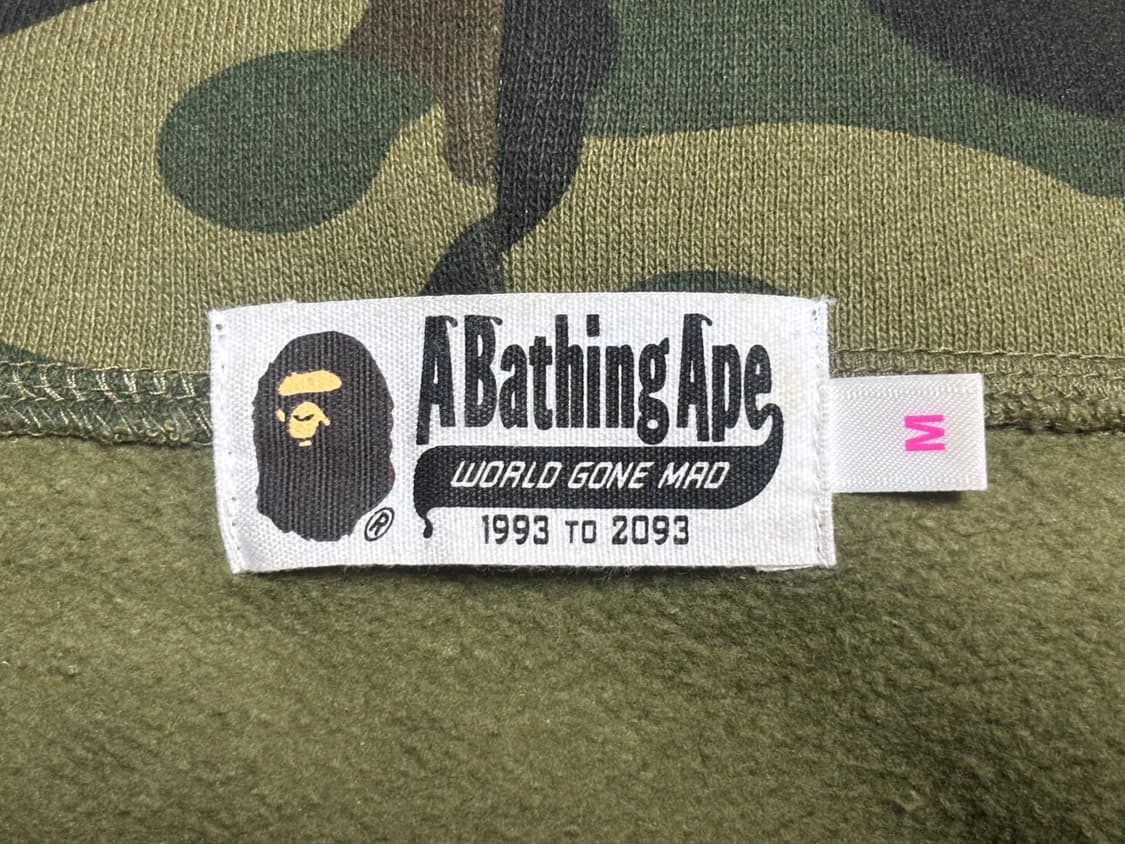 A Bathing Ape
WORLD GONE MAD
1993 TO 2093
®
M